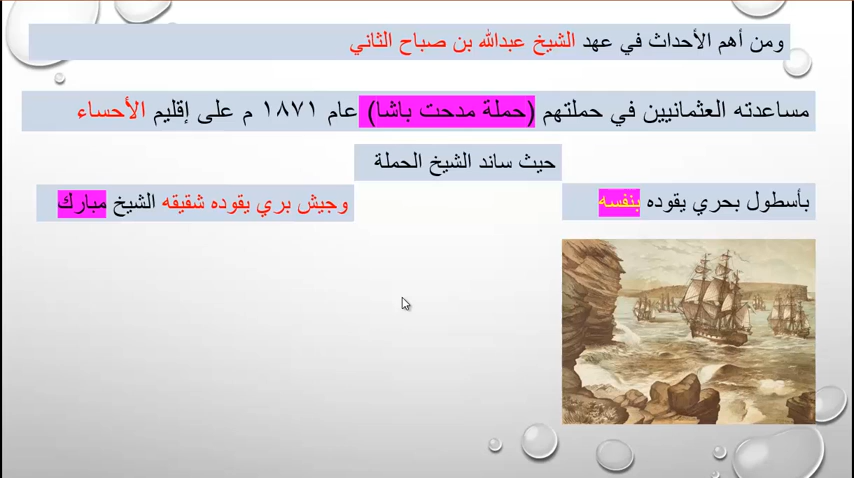 ومن أهم الأحداث في عهد الشيخ عبدالله بن صباح الثاني
مساعدته العثمانيين في حملتهم (حملة مدحت باشا) عام ١٨٧١ م على إقليم الأحساء
حيث ساند الشيخ الحملة
بأسطول بحري يقوده بنفسه
وجيش بري يقوده شقيقه الشيخ مبارك